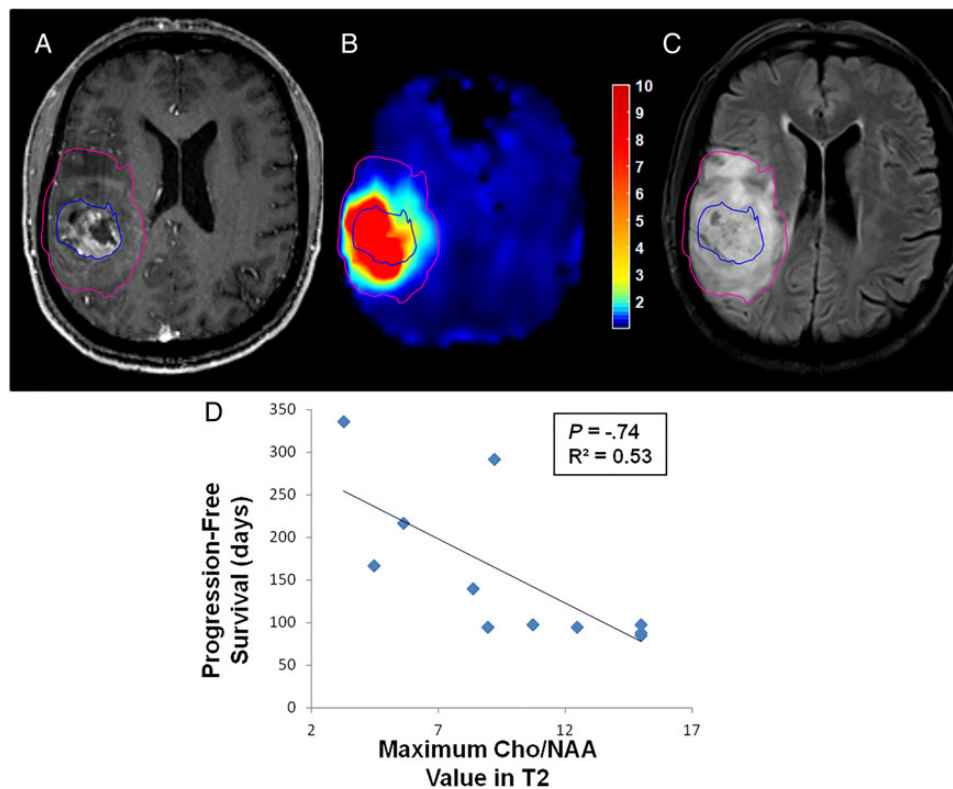 A
B
C
10
9
8
7
6
5
4
3
2
D
350
300
250
200
150
100
50
0
P = -.74
R² = 0.53
Progression-Free
Survival (days)
2
7
12
17
Maximum Cho/NAA
Value in T2